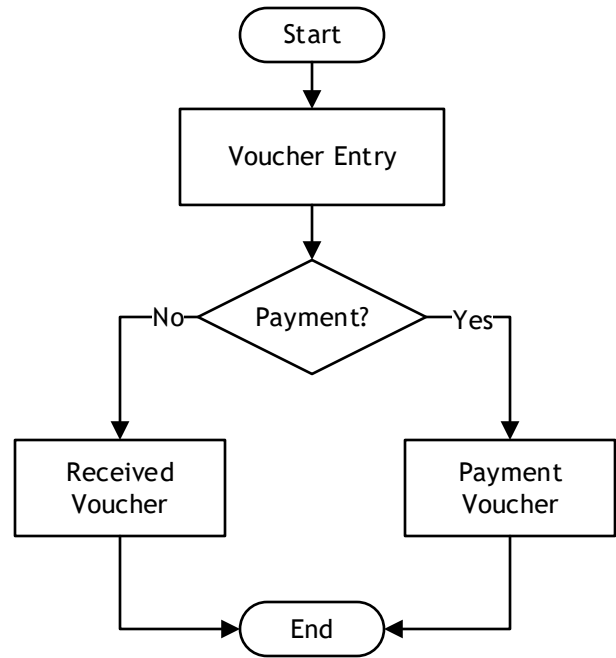 Start
Voucher Entry
Payment?
No
Yes
Received
Voucher
Payment
Voucher
End